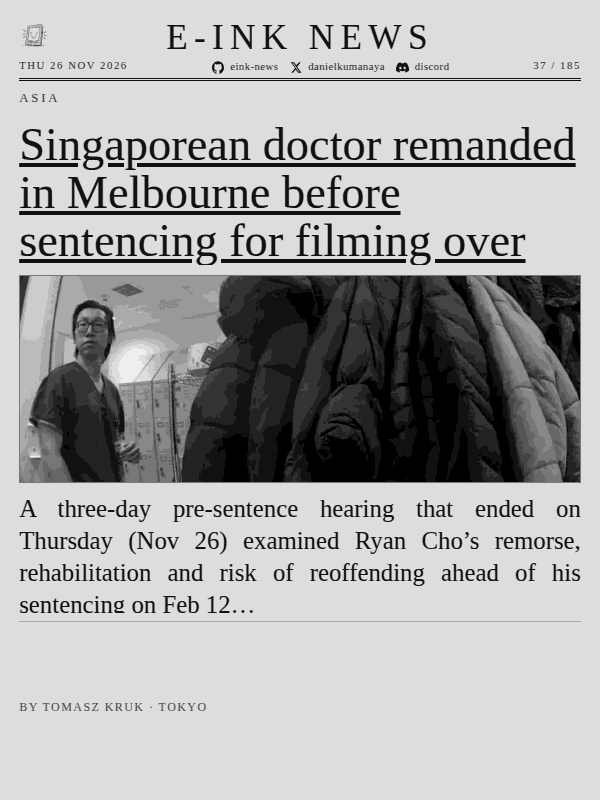 E-INK NEWS
THU 26 NOV 2026
eink-news
danielkumanaya
discord
37 / 185
ASIA
Singaporean doctor remanded
in Melbourne before
sentencing for filming over
A three-day pre-sentence hearing that ended on
Thursday (Nov 26) examined Ryan Cho’s remorse,
rehabilitation and risk of reoffending ahead of his
sentencing on Feb 12…
BY TOMASZ KRUK · TOKYO